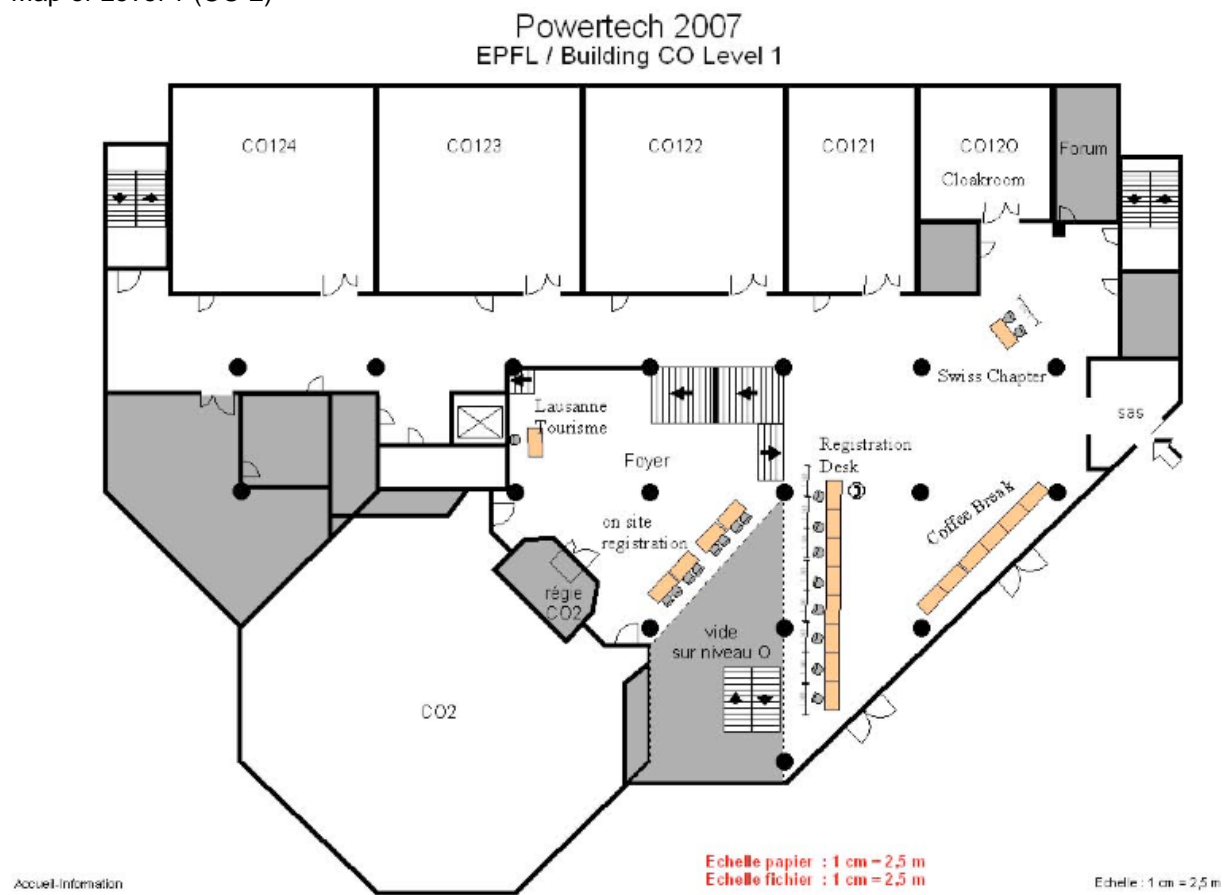 Map of Level 1 (CO 2)
Powertech 2007
EPFL / Building CO Level 1
CO124
CO123
CO122
CO121
CO120
Cloakroom
Forum
Swiss Chapter
sas
Lausanne
Tourisme
Foyer
Registration
Desk
on site
registration
Coffee Break
régie
CO2
vide
sur niveau 0
CO2
Echelle papier : 1 cm = 2,5 m
Echelle fichier : 1 cm = 2,5 m
Accueil-Information
Echelle : 1 cm = 2,5 m